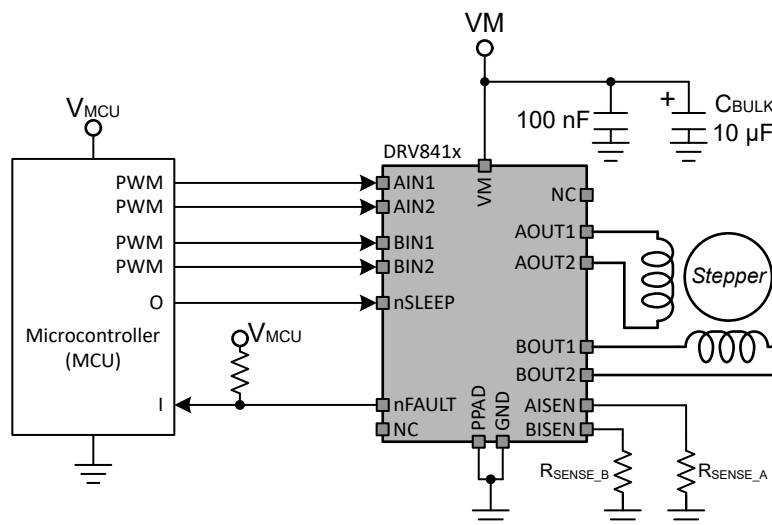 VM
VMCU
100 nF
CBULK
10 µF
DRV841x
PWM
AIN1
VM
NC
PWM
AIN2
AOUT1
PWM
BIN1
AOUT2
Stepper
PWM
BIN2
O
nSLEEP
Microcontroller
(MCU)
VMCU
BOUT1
BOUT2
I
nFAULT
PPAD
GND
AISEN
NC
BISEN
RSENSE_B
RSENSE_A